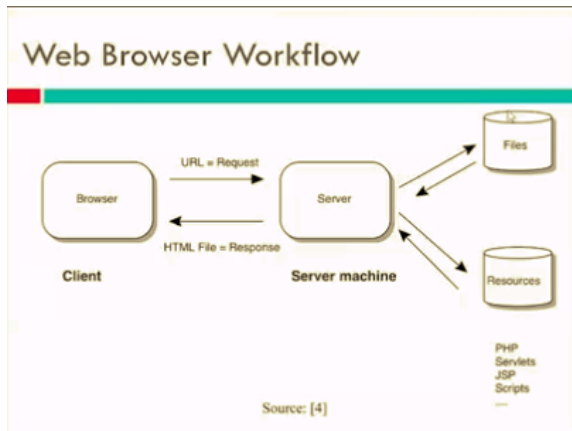 Web Browser Workflow
Files
URL = Request
Browser
Server
HTML File = Response
Client
Server machine
Resources
PHP
Servlets
JSP
Scripts
....
Source: [4]